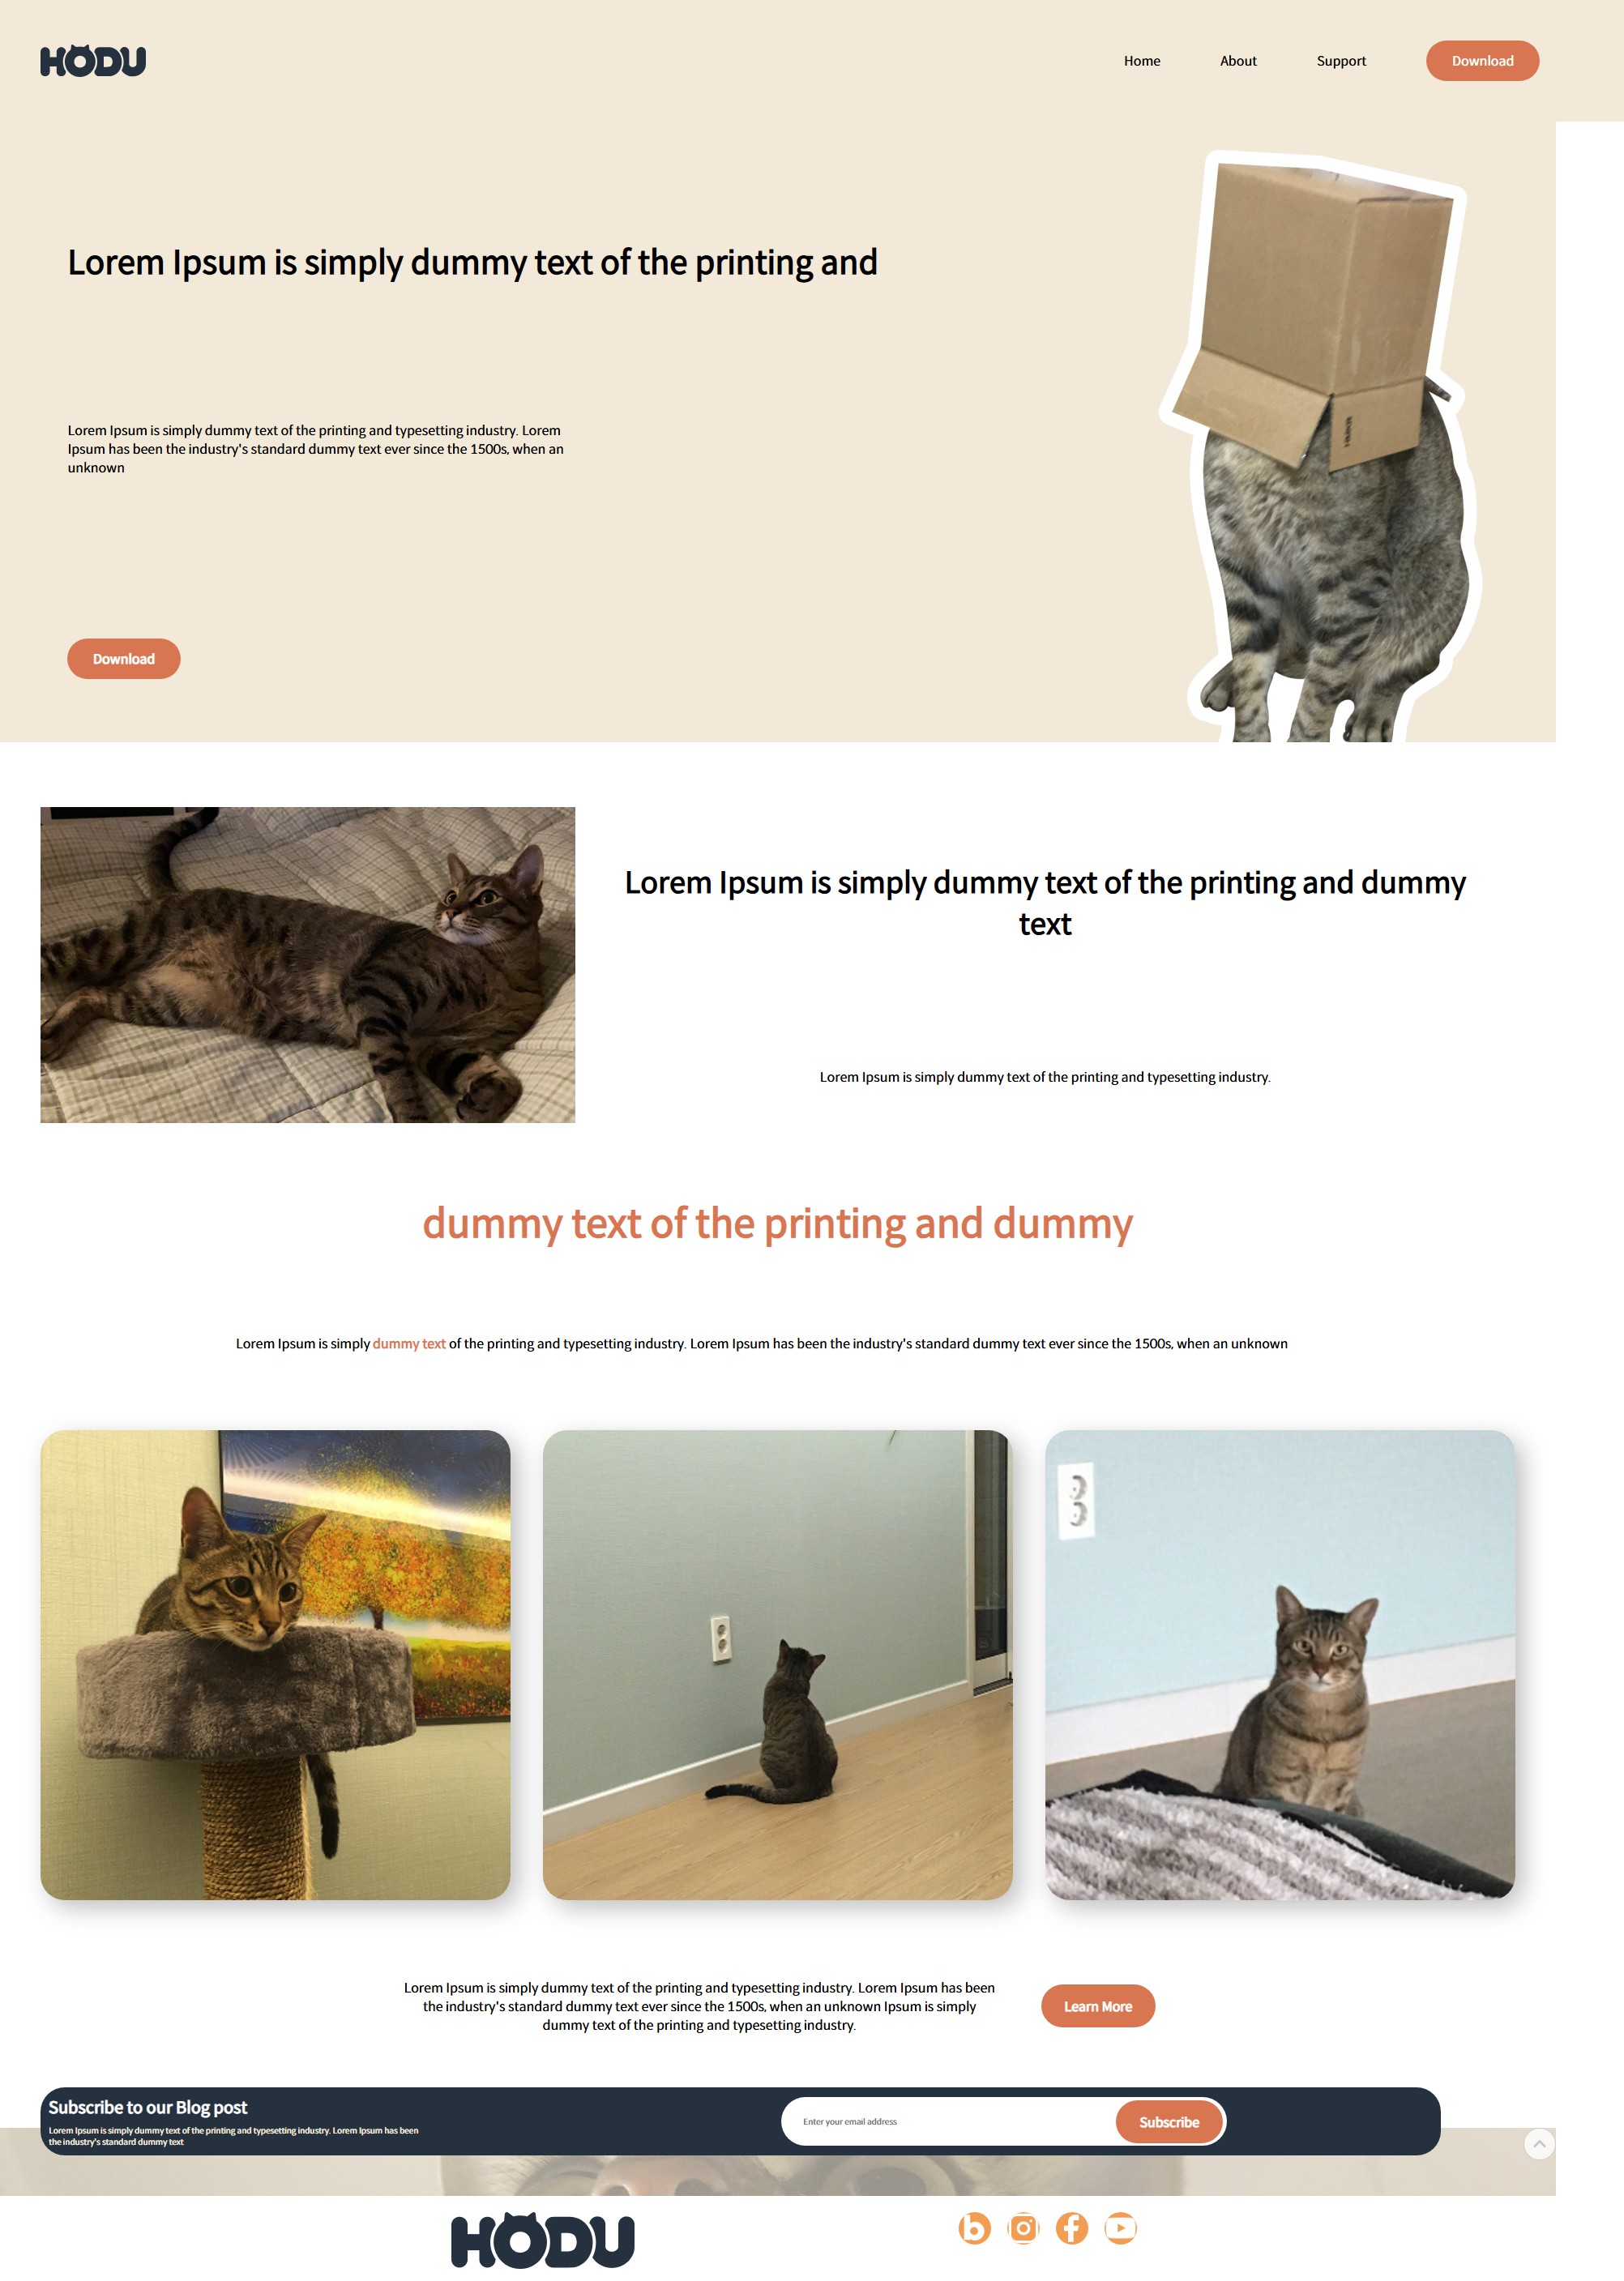 HODU
Home
About
Support
Download
Lorem Ipsum is simply dummy text of the printing and
Lorem Ipsum is simply dummy text of the printing and typesetting industry. Lorem
Ipsum has been the industry's standard dummy text ever since the 1500s, when an
unknown
Download
Lorem Ipsum is simply dummy text of the printing and dummy
text
Lorem Ipsum is simply dummy text of the printing and typesetting industry.
dummy text of the printing and dummy
Lorem Ipsum is simply dummy text of the printing and typesetting industry. Lorem Ipsum has been the industry's standard dummy text ever since the 1500s, when an unknown
Lorem Ipsum is simply dummy text of the printing and typesetting industry. Lorem Ipsum has been
the industry's standard dummy text ever since the 1500s, when an unknown Ipsum is simply
dummy text of the printing and typesetting industry.
Learn More
Subscribe to our Blog post
Lorem Ipsum is simply dummy text of the printing and typesetting industry. Lorem Ipsum has been
the industry's standard dummy text
Enter your email address
Subscribe
HODU